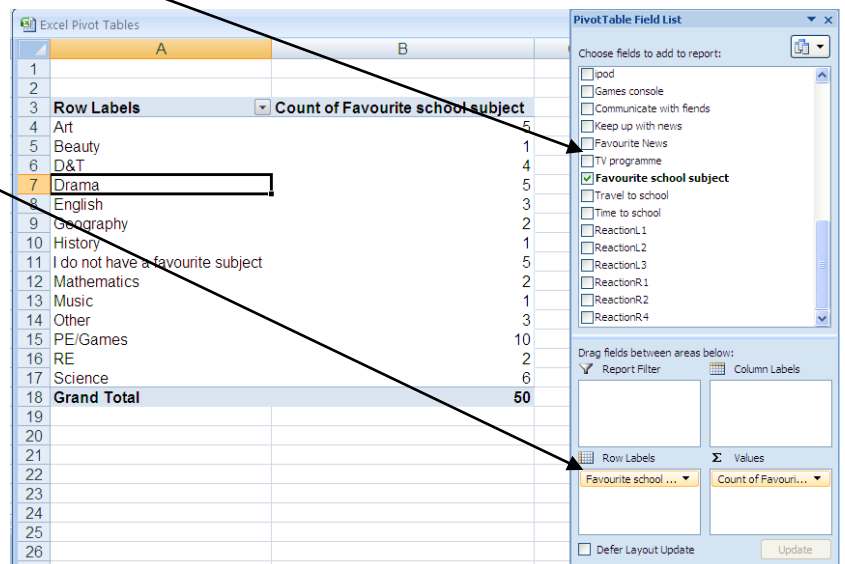 Excel Pivot Tables
A B
1
2
3 Row Labels Count of Favourite school subject
4 Art 5
5 Beauty 1
6 D&T 4
7 Drama 5
8 English 3
9 Geography 2
10 History 1
11 I do not have a favourite subject 5
12 Mathematics 2
13 Music 1
14 Other 3
15 PE/Games 10
16 RE 2
17 Science 6
18 Grand Total 50
19
20
21
22
23
24
25
26
PivotTable Field List
Choose fields to add to report:
ipod
Games console
Communicate with fiends
Keep up with news
Favourite News
TV programme
Favourite school subject
Travel to school
Time to school
ReactionL1
ReactionL2
ReactionL3
ReactionR1
ReactionR2
ReactionR4
Drag fields between areas below:
Report Filter Column Labels
Row Labels Σ Values
Favourite school ... Count of Favouri...
Defer Layout Update Update